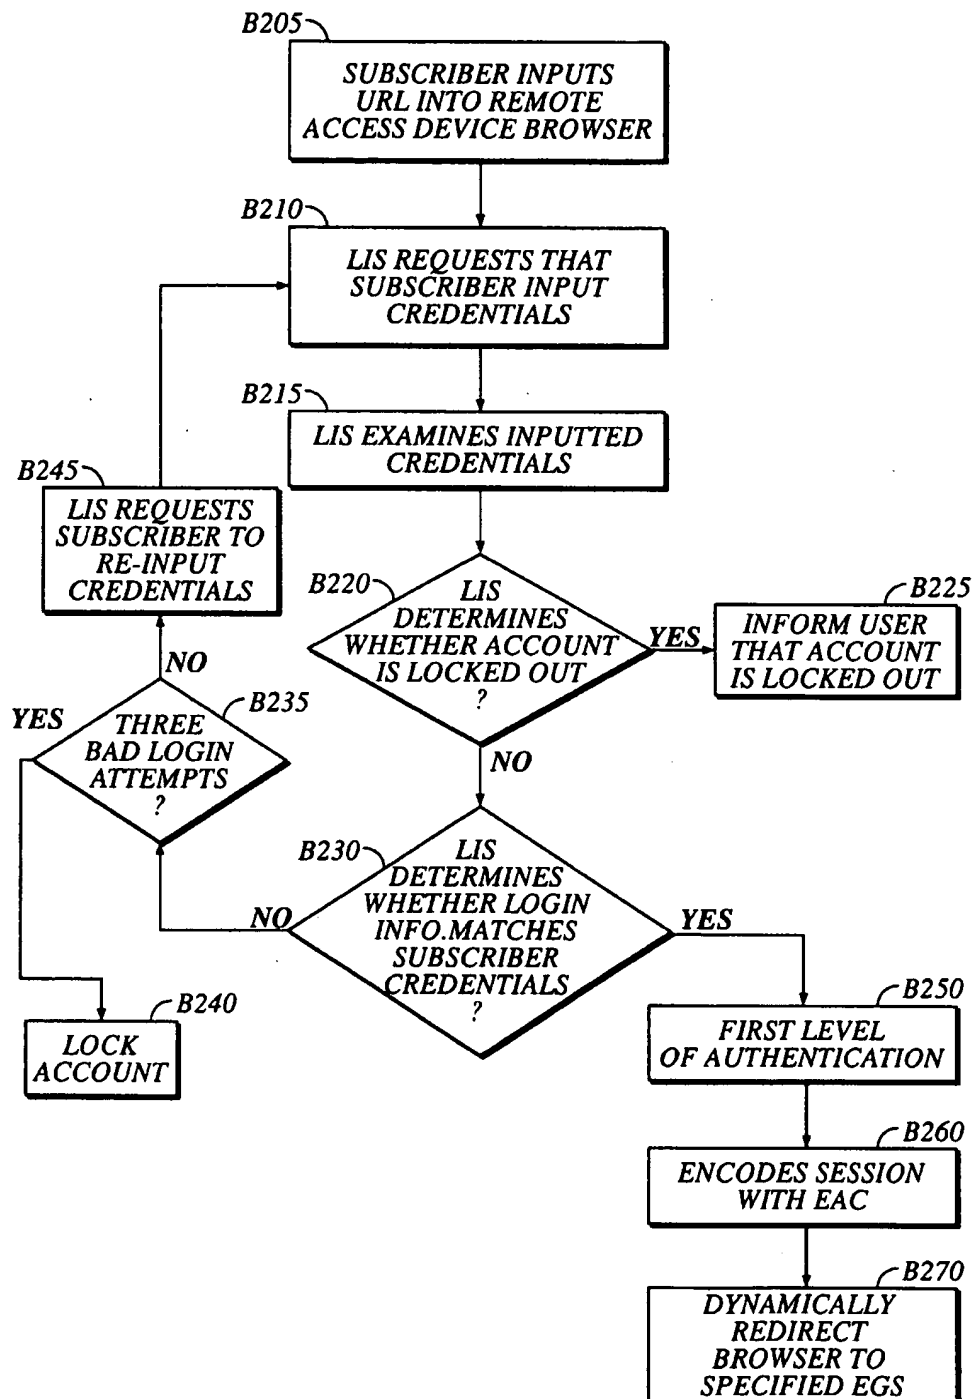 B205
SUBSCRIBER INPUTS
URL INTO REMOTE
ACCESS DEVICE BROWSER
B210
LIS REQUESTS THAT
SUBSCRIBER INPUT
CREDENTIALS
B215
LIS EXAMINES INPUTTED
CREDENTIALS
B245
LIS REQUESTS
SUBSCRIBER TO
RE-INPUT
CREDENTIALS
B220
LIS
DETERMINES
WHETHER ACCOUNT
IS LOCKED OUT
?
YES
B225
INFORM USER
THAT ACCOUNT
IS LOCKED OUT
NO
NO
YES
B235
THREE
BAD LOGIN
ATTEMPTS
?
B230
LIS
DETERMINES
WHETHER LOGIN
INFO.MATCHES
SUBSCRIBER
CREDENTIALS
?
NO
YES
B240
LOCK
ACCOUNT
B250
FIRST LEVEL
OF AUTHENTICATION
B260
ENCODES SESSION
WITH EAC
B270
DYNAMICALLY
REDIRECT
BROWSER TO
SPECIFIED EGS